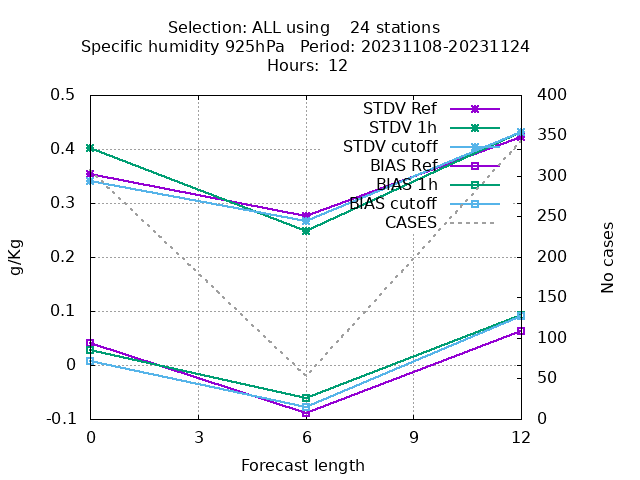 Selection: ALL using    24 stations
Specific humidity 925hPa   Period: 20231108-20231124
Hours:  12
0.5
0.4
0.3
0.2
0.1
0
-0.1
g/Kg
400
350
300
250
200
150
100
50
0
No cases
STDV Ref
STDV 1h
STDV cutoff
BIAS Ref
BIAS 1h
BIAS cutoff
CASES
0 3 6 9 12
Forecast length